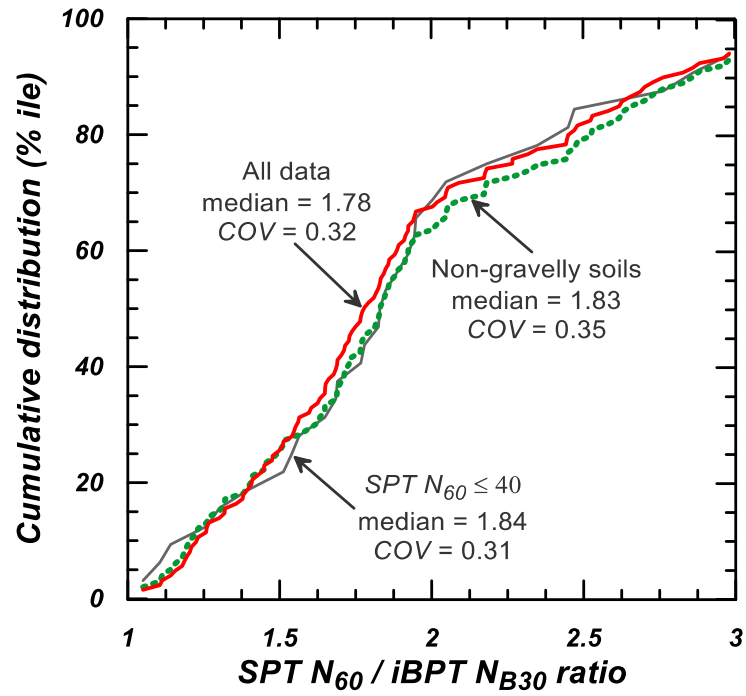 100
80
60
40
20
0
Cumulative distribution (% ile)
All data
median = 1.78
COV = 0.32
Non-gravelly soils
median = 1.83
COV = 0.35
SPT N60 ≤ 40
median = 1.84
COV = 0.31
1 1.5 2 2.5 3
SPT N60 / iBPT NB30 ratio